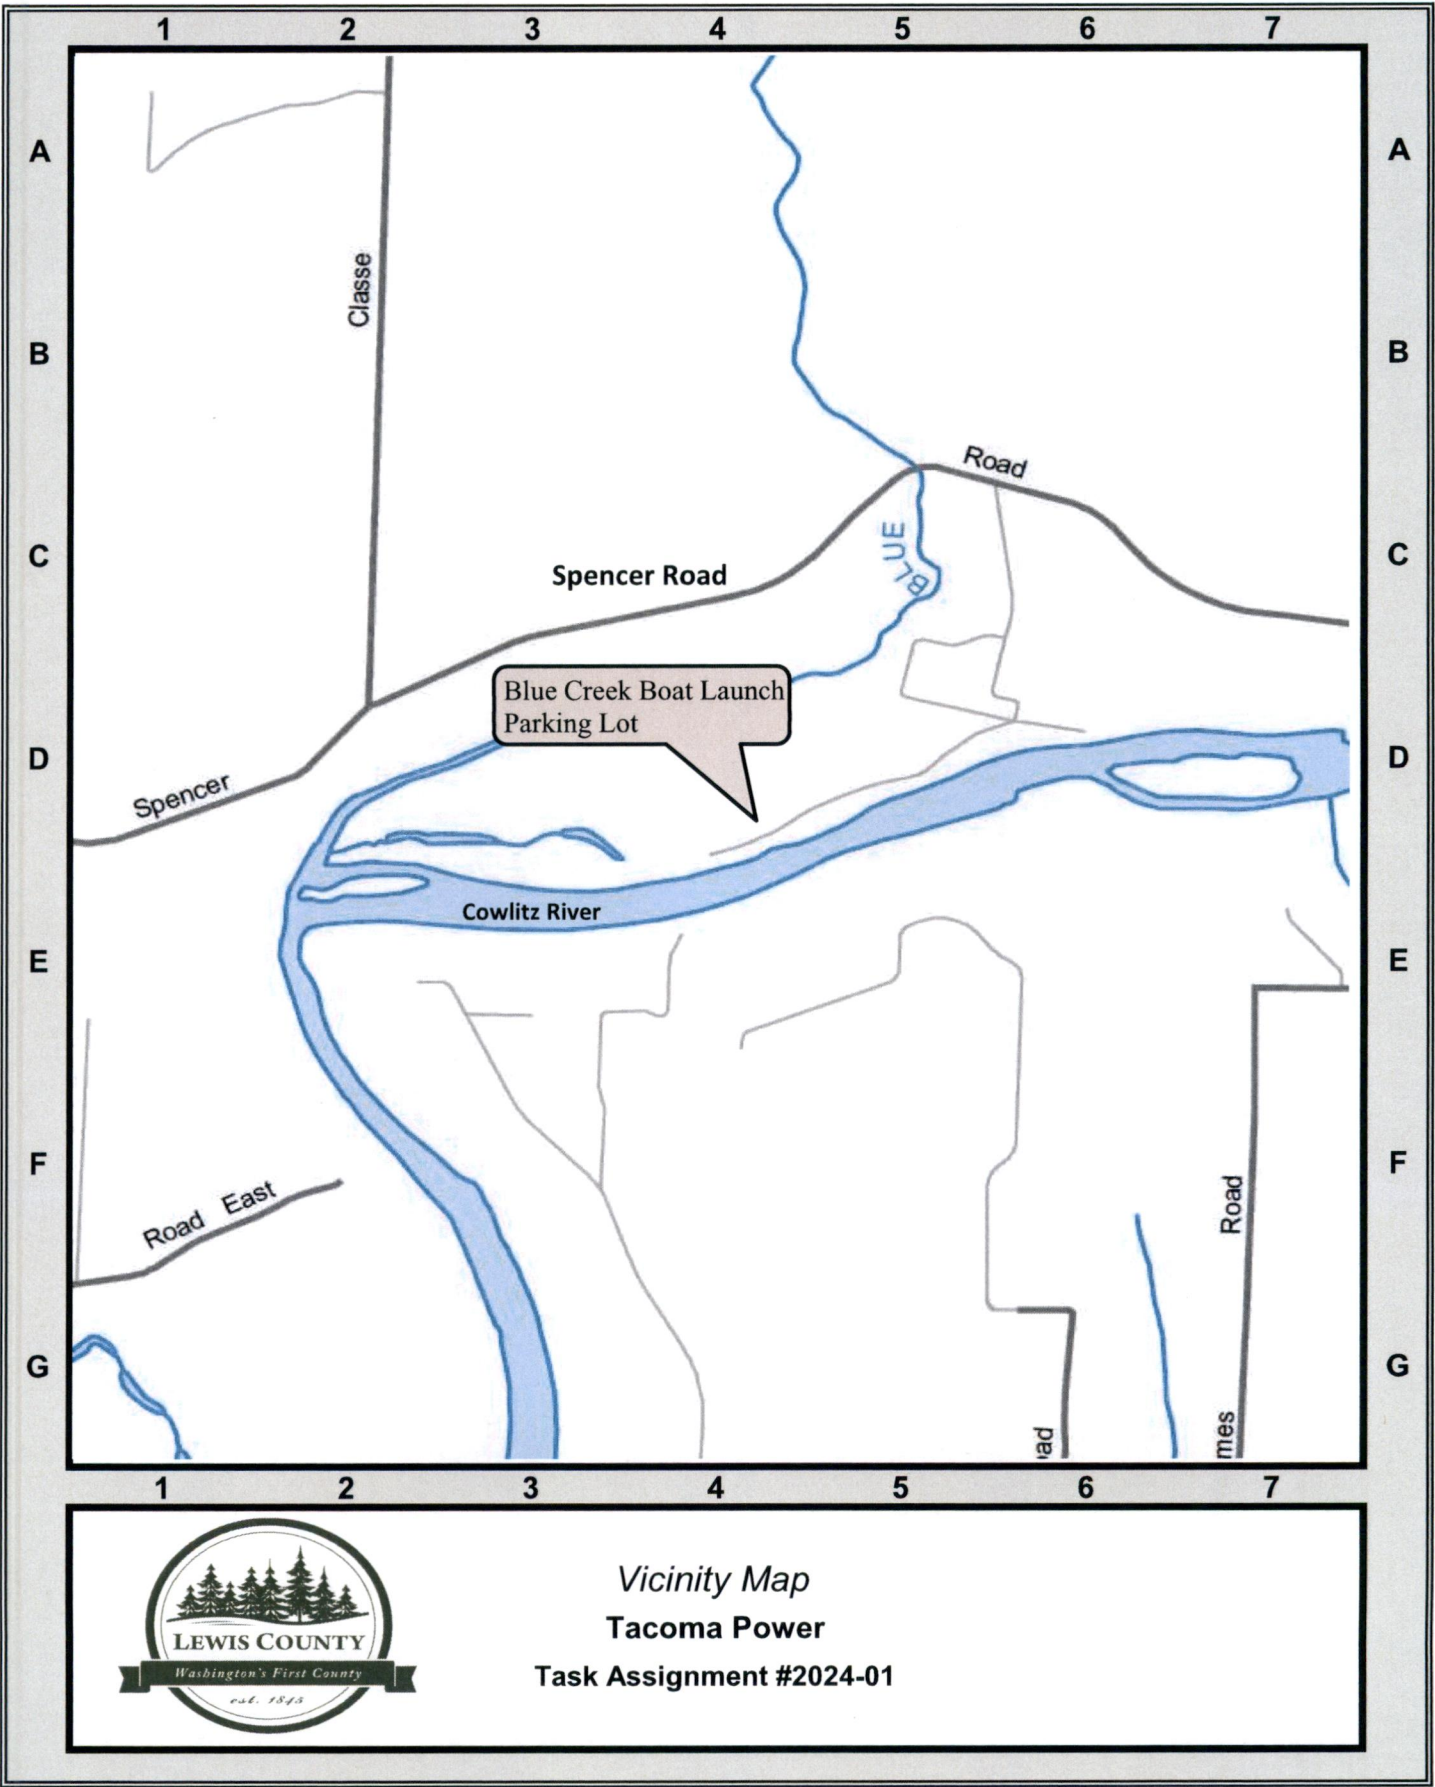 1 2 3 4 5 6 7
A A
Classe
B B
Road
BLUE
C C
Spencer Road
Blue Creek Boat Launch
Parking Lot
D D
Spencer
Cowlitz River
E E
F F
Road
Road East
G G
oad
mes
1 2 3 4 5 6 7
Vicinity Map
Tacoma Power
Task Assignment #2024-01
LEWIS COUNTY
Washington's First County
est. 1845